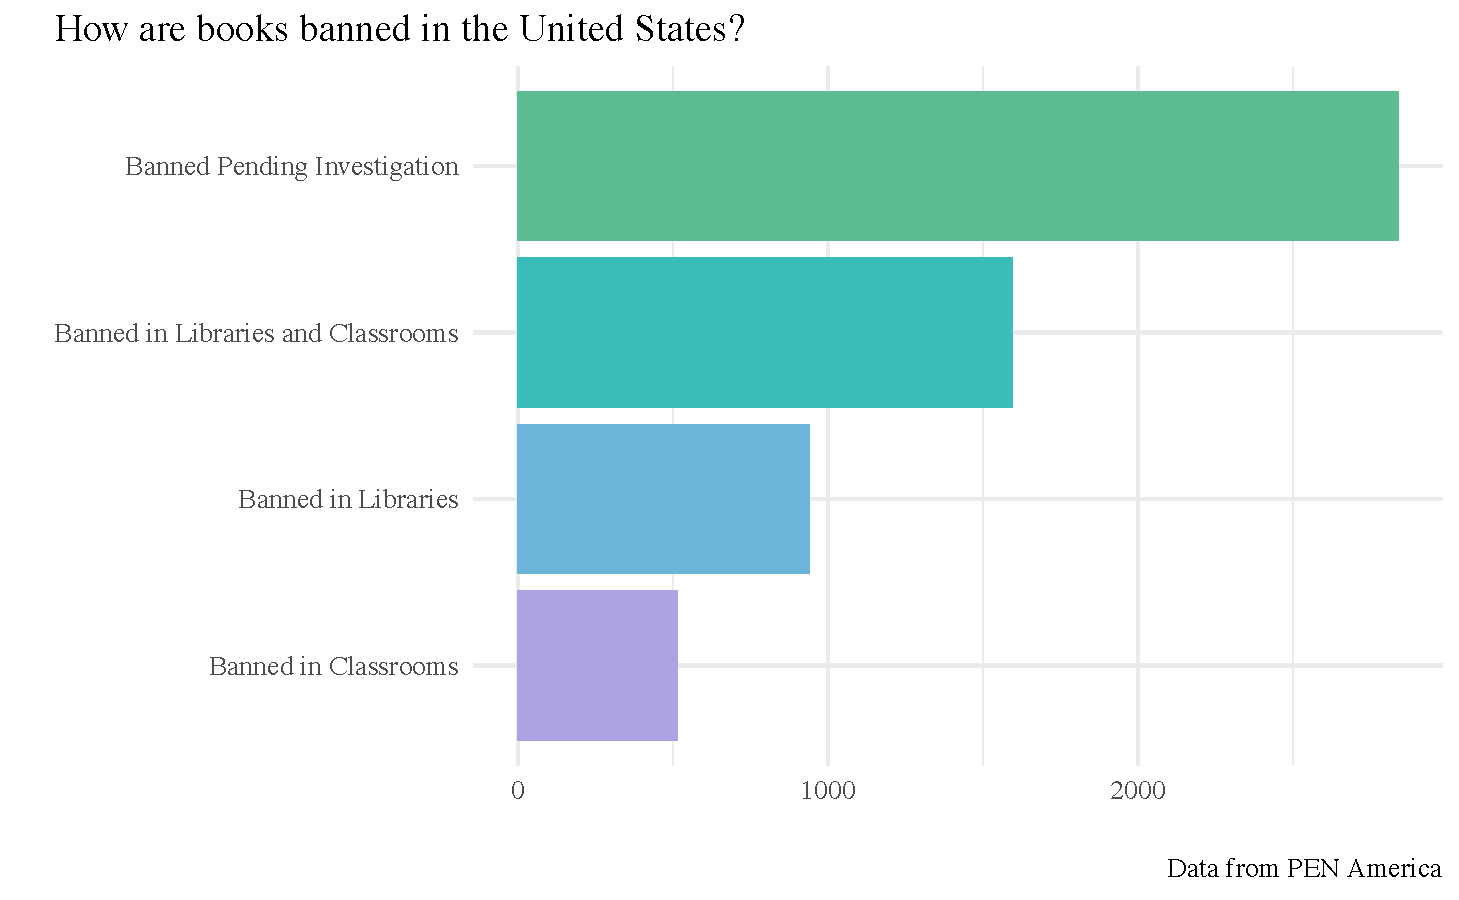 How are books banned in the United States?
Banned Pending Investigation
Banned in Libraries and Classrooms
Banned in Libraries
Banned in Classrooms
0 1000 2000
Data from PEN America